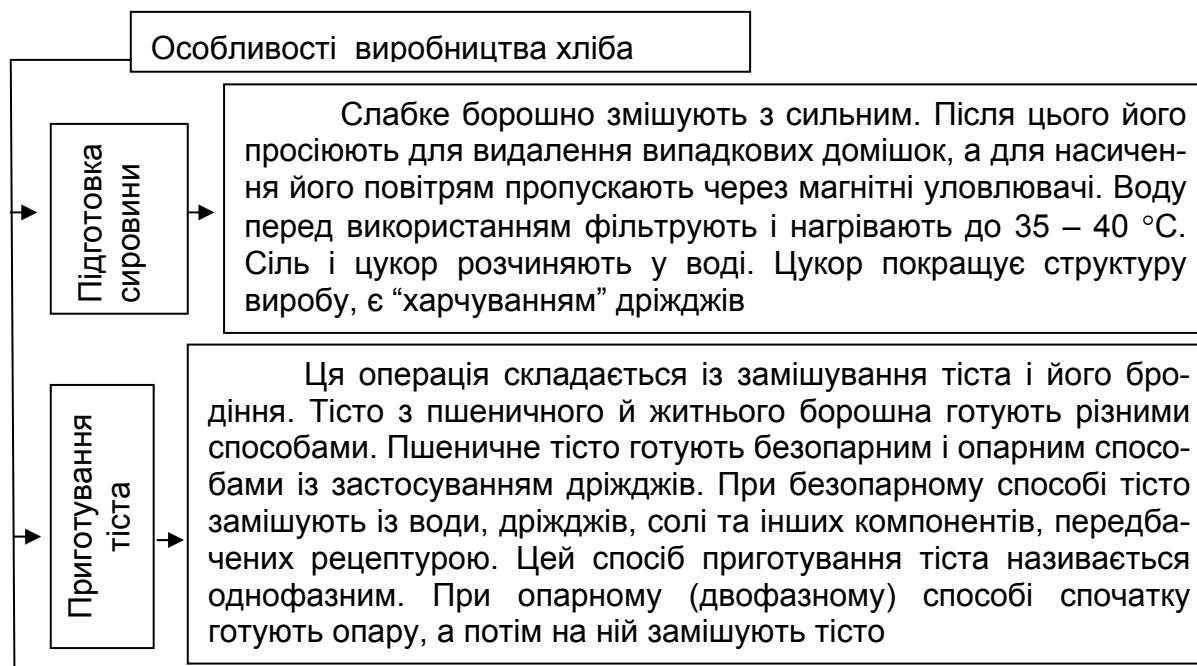 Особливості виробництва хліба
Підготовка
сировини
Слабке борошно змішують з сильним. Після цього його
просіюють для видалення випадкових домішок, а для насичен-
ня його повітрям пропускають через магнітні уловлювачі. Воду
перед використанням фільтрують і нагрівають до 35 – 40 °С.
Сіль і цукор розчиняють у воді. Цукор покращує структуру
виробу, є “харчуванням” дріжджів
Приготування
тіста
Ця операція складається із замішування тіста і його бро-
діння. Тісто з пшеничного й житнього борошна готують різними
способами. Пшеничне тісто готують безопарним і опарним спосо-
бами із застосуванням дріжджів. При безопарному способі тісто
замішують із води, дріжджів, солі та інших компонентів, передба-
чених рецептурою. Цей спосіб приготування тіста називається
однофазним. При опарному (двофазному) способі спочатку
готують опару, а потім на ній замішують тісто